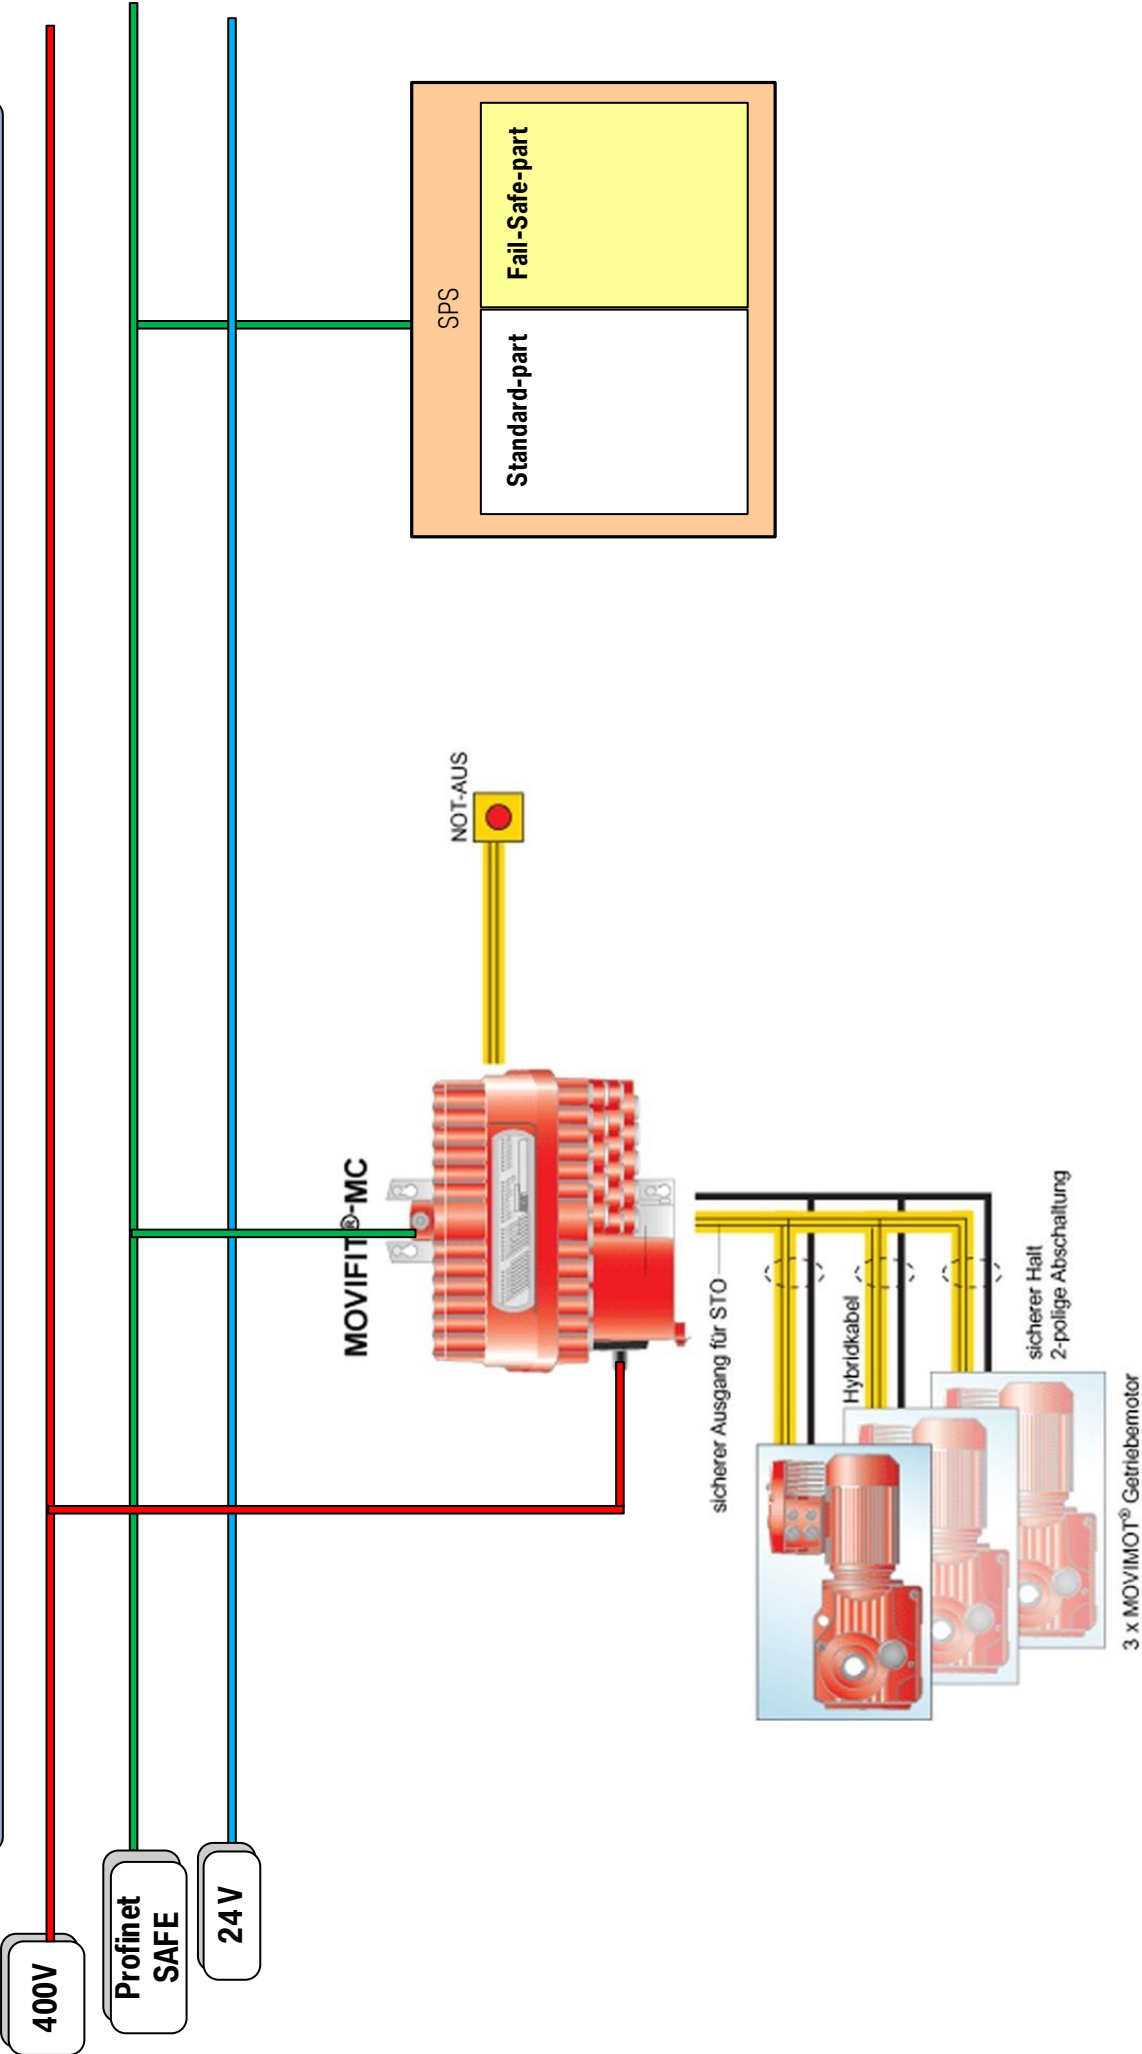 400V
Profinet
SAFE
24 V
MOVIFIT®-MC
NOT-AUS
SPS
Standard-part
Fail-Safe-part
sicherer Ausgang für STO
Hybridkabel
sicherer Halt
2-polige Abschaltung
3 x MOVIMOT® Getriebemotor